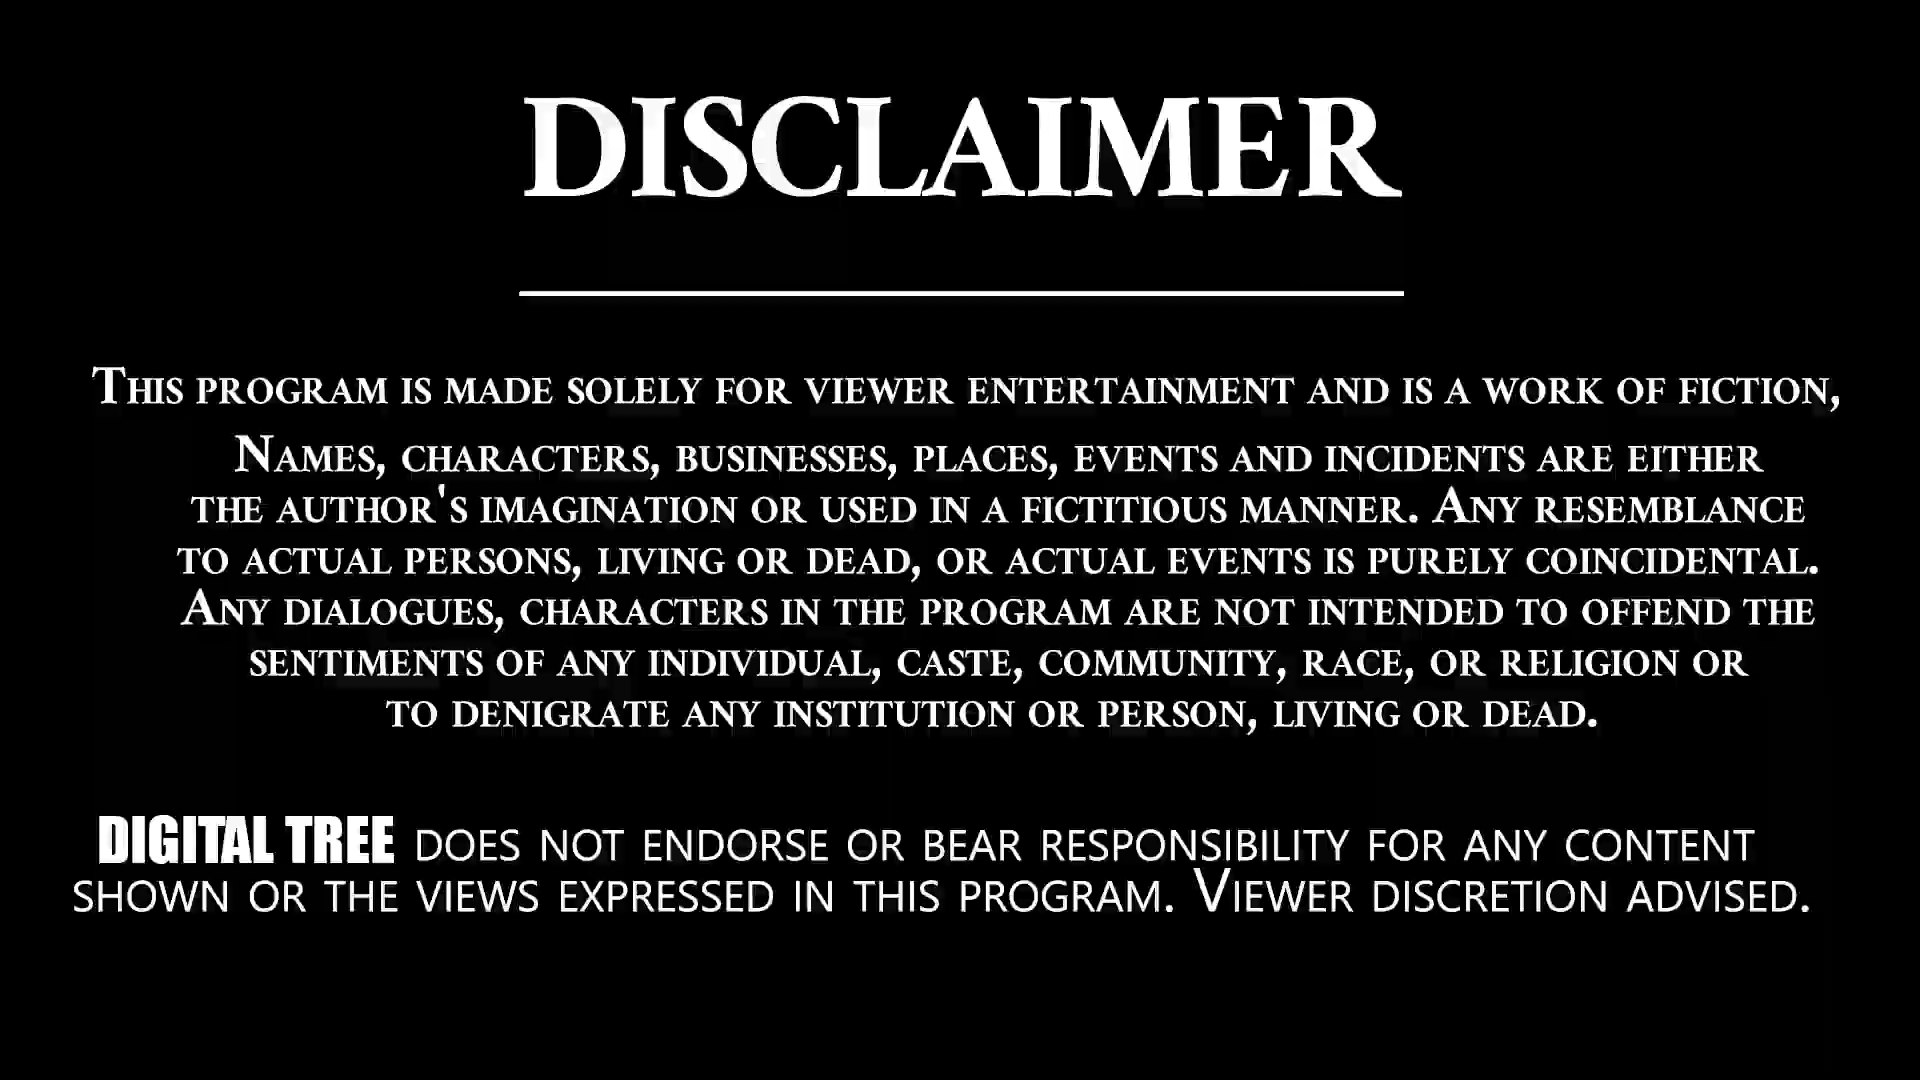 DISCLAIMER
This program is made solely for viewer entertainment and is a work of fiction,
Names, characters, businesses, places, events and incidents are either
the author's imagination or used in a fictitious manner. Any resemblance
to actual persons, living or dead, or actual events is purely coincidental.
Any dialogues, characters in the program are not intended to offend the
sentiments of any individual, caste, community, race, or religion or
to denigrate any institution or person, living or dead.
DIGITAL TREE does not endorse or bear responsibility for any content
shown or the views expressed in this program. Viewer discretion advised.